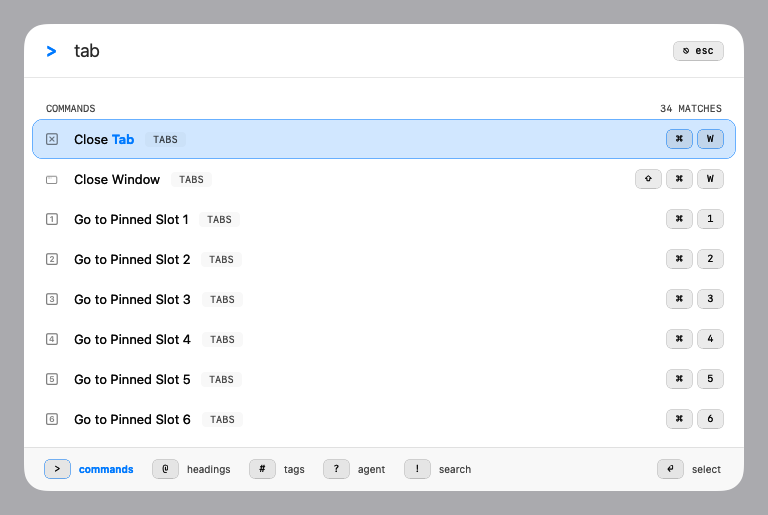 > tab esc
COMMANDS 34 MATCHES
Close Tab TABS ⌘ W
Close Window TABS ⇧ ⌘ W
1 Go to Pinned Slot 1 TABS ⌘ 1
2 Go to Pinned Slot 2 TABS ⌘ 2
3 Go to Pinned Slot 3 TABS ⌘ 3
4 Go to Pinned Slot 4 TABS ⌘ 4
5 Go to Pinned Slot 5 TABS ⌘ 5
6 Go to Pinned Slot 6 TABS ⌘ 6
> commands @ headings # tags ? agent ! search ↵ select